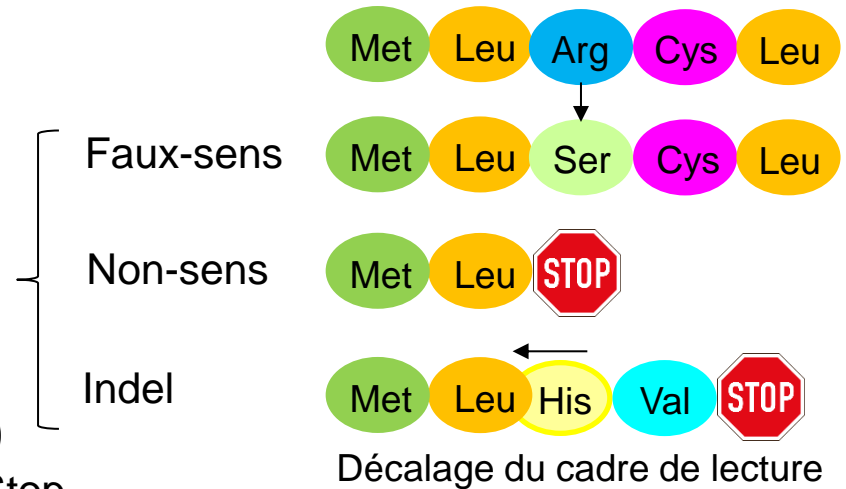 Met Leu Arg Cys Leu
Faux-sens Met Leu Ser Cys Leu
Non-sens Met Leu STOP
Indel Met Leu His Val STOP
)
Décalage du cadre de lecture